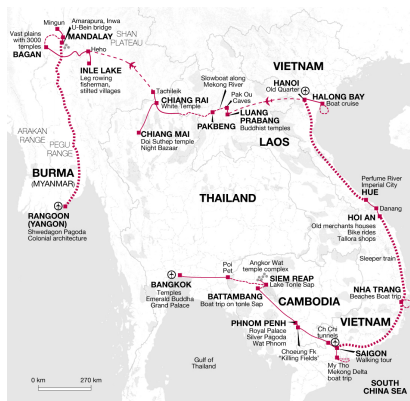 Mingun
Amarapura, Inwa
U-Bein bridge
SHAN
PLATEAU
Vast plains
with 3000
temples
MANDALAY
Heho
BAGAN
INLE LAKE
Leg rowing
fisherman,
stilted villages
Tachileik
CHIANG RAI
White Temple
CHIANG MAI
Doi Suthep temple
Night Bazaar
Slowboat along
Mekong River
Pak Ou
Caves
PAKBENG
LUANG
PRABANG
Buddhist temples
VIETNAM
HANOI
Old Quarter
HALONG BAY
Boat cruise
LAOS
ARAKAN
RANGE
PEGU
RANGE
BURMA
(MYANMAR)
RANGOON
(YANGON)
Shwedagon Pagoda
Colonial architecture
THAILAND
Perfume River
Imperial City
HUE
Danang
HOI AN
Old merchants houses
Bike rides
Tailora shops
Sleeper train
NHA TRANG
Beaches Boat trip
Poi
Pet
Angkor Wat
temple complex
SIEM REAP
Lake Tonle Sap
BANGKOK
Temples
Emerald Buddha
Grand Palace
BATTAMBANG
Boat trip on tonle Sap
CAMBODIA
PHNOM PENH
Royal Palace
Silver Pagoda
Wat Phnom
Choeung Fk
"Killing Fields'
VIETNAM
Ch Chi
tunnels
SAIGON
Walking tour
My Tho
Mekong Delta
boat trip
Gulf of
Thailand
SOUTH
CHINA SEA
0 km
270 km